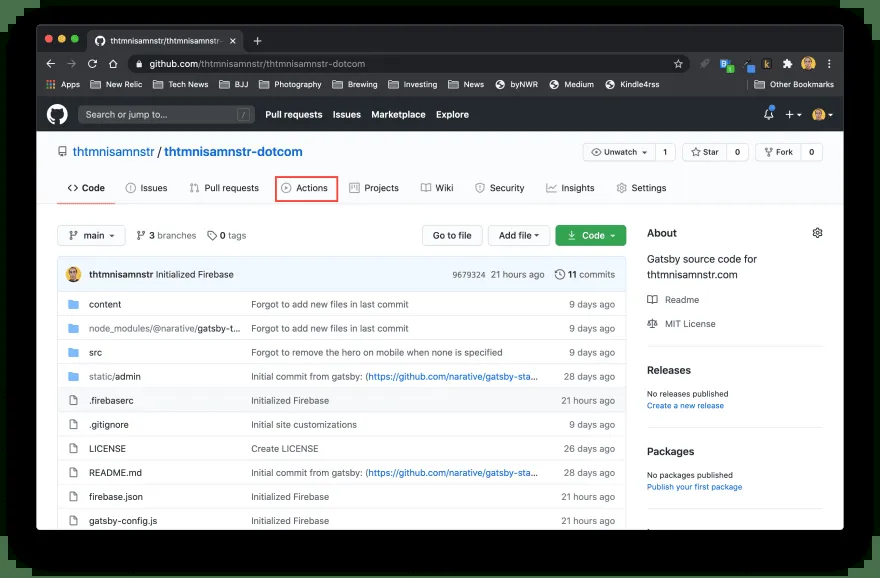 thtmnisamnstr/thtmnisamnstr-
github.com/thtmnisamnstr/thtmnisamnstr-dotcom
Apps New Relic Tech News BJJ Photography Brewing Investing News byNWR Medium Kindle4rss Other Bookmarks
Search or jump to... / Pull requests Issues Marketplace Explore
thtmnisamnstr / thtmnisamnstr-dotcom Unwatch 1 Star 0 Fork 0
Code Issues Pull requests Actions Projects Wiki Security Insights Settings
main 3 branches 0 tags Go to file Add file Code
thtmnisamnstr Initialized Firebase 9679324 21 hours ago 11 commits
content Forgot to add new files in last commit 9 days ago
node_modules/@narative/gatsby-t... Forgot to add new files in last commit 9 days ago
src Forgot to remove the hero on mobile when none is specified 9 days ago
static/admin Initial commit from gatsby: (https://github.com/narative/gatsby-sta... 28 days ago
.firebaserc Initialized Firebase 21 hours ago
.gitignore Initial site customizations 9 days ago
LICENSE Create LICENSE 26 days ago
README.md Initial commit from gatsby: (https://github.com/narative/gatsby-sta... 28 days ago
firebase.json Initialized Firebase 21 hours ago
gatsby-config.js Initialized Firebase 21 hours ago
About
Gatsby source code for
thtmnisamnstr.com
Readme
MIT License
Releases
No releases published
Create a new release
Packages
No packages published
Publish your first package